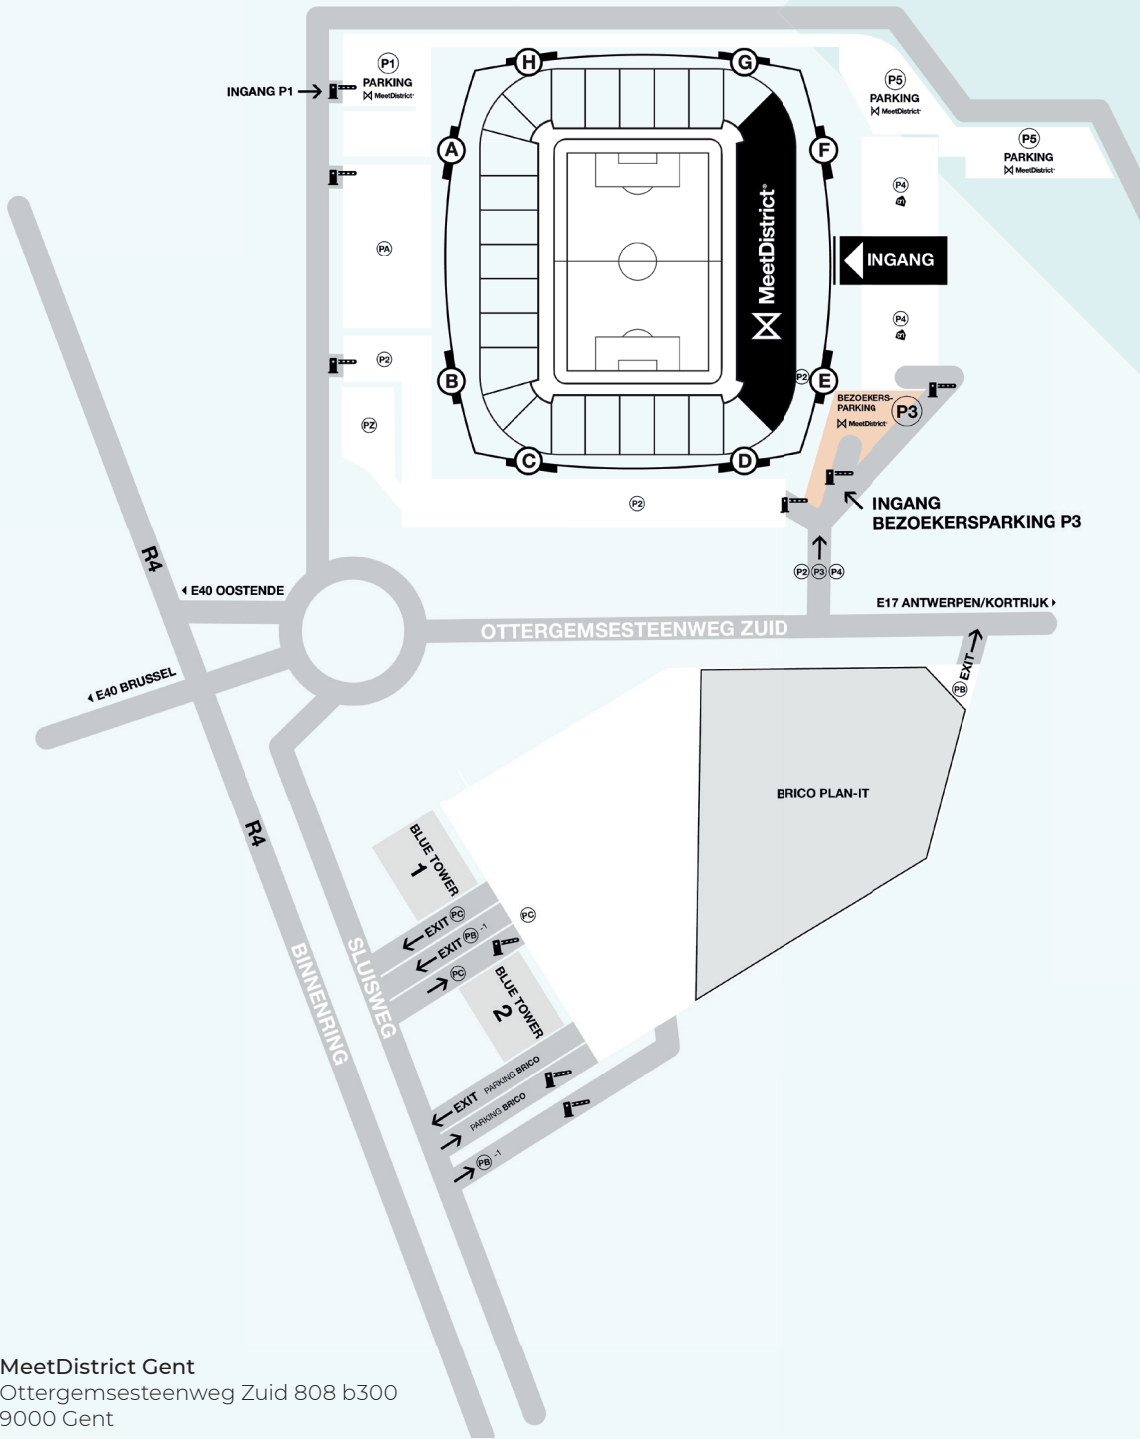 H
G
P1
PARKING
MeetDistrict
INGANG P1
P5
PARKING
MeetDistrict
P5
PARKING
MeetDistrict
A
F
P4
PA
MeetDistrict
INGANG
P4
P2
B
P2
E
BEZOEKERS-
PARKING
P3
MeetDistrict
PZ
C
D
P2
INGANG
BEZOEKERSPARKING P3
R4
P2 P3 P4
E40 OOSTENDE
E17 ANTWERPEN/KORTRIJK
OTTERGEMSESTEENWEG ZUID
E40 BRUSSEL
EXIT
PB
BRICO PLAN-IT
R4
BLUE TOWER
1
EXIT PC
PC
EXIT PB -1
PC
BLUE TOWER
2
SLUISWEG
BINNENRING
EXIT PARKING BRICO
PARKING BRICO
PB -1
MeetDistrict Gent
Ottergemsesteenweg Zuid 808 b300
9000 Gent